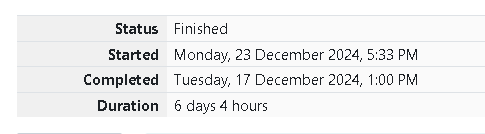 Status Finished
Started Monday, 23 December 2024, 5:33 PM
Completed Tuesday, 17 December 2024, 1:00 PM
Duration 6 days 4 hours